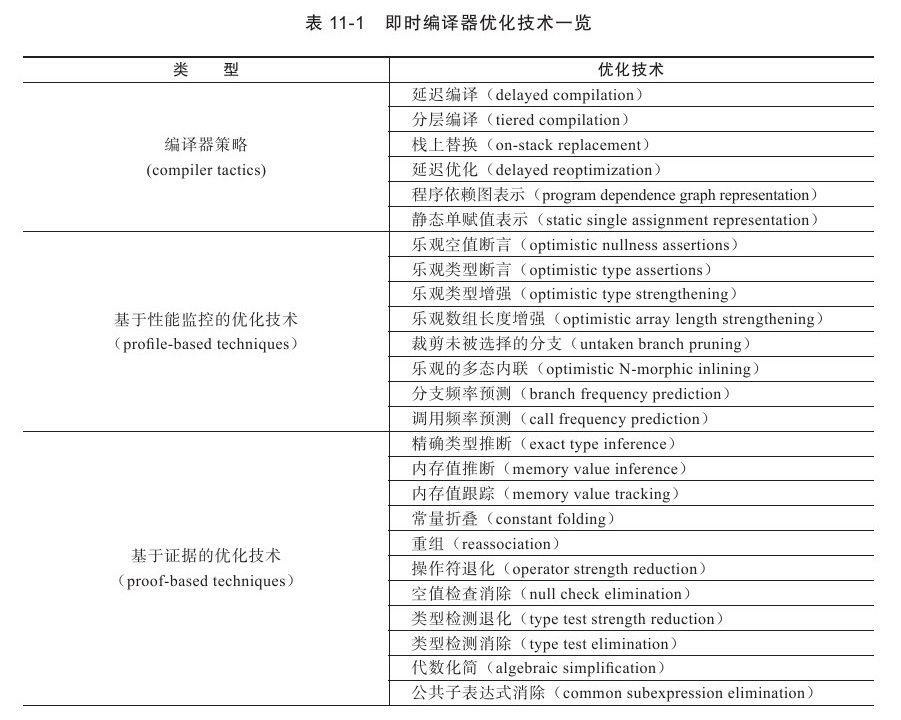 表 11-1 即时编译器优化技术一览
类 型
优化技术
编译器策略
(compiler tactics)
延迟编译（delayed compilation）
分层编译（tiered compilation）
栈上替换（on-stack replacement）
延迟优化（delayed reoptimization）
程序依赖图表示（program dependence graph representation）
静态单赋值表示（static single assignment representation）
基于性能监控的优化技术
（profile-based techniques）
乐观空值断言（optimistic nullness assertions）
乐观类型断言（optimistic type assertions）
乐观类型增强（optimistic type strengthening）
乐观数组长度增强（optimistic array length strengthening）
裁剪未被选择的分支（untaken branch pruning）
乐观的多态内联（optimistic N-morphic inlining）
分支频率预测（branch frequency prediction）
调用频率预测（call frequency prediction）
基于证据的优化技术
（proof-based techniques）
精确类型推断（exact type inference）
内存值推断（memory value inference）
内存值跟踪（memory value tracking）
常量折叠（constant folding）
重组（reassociation）
操作符退化（operator strength reduction）
空值检查消除（null check elimination）
类型检测退化（type test strength reduction）
类型检测消除（type test elimination）
代数化简（algebraic simplification）
公共子表达式消除（common subexpression elimination）